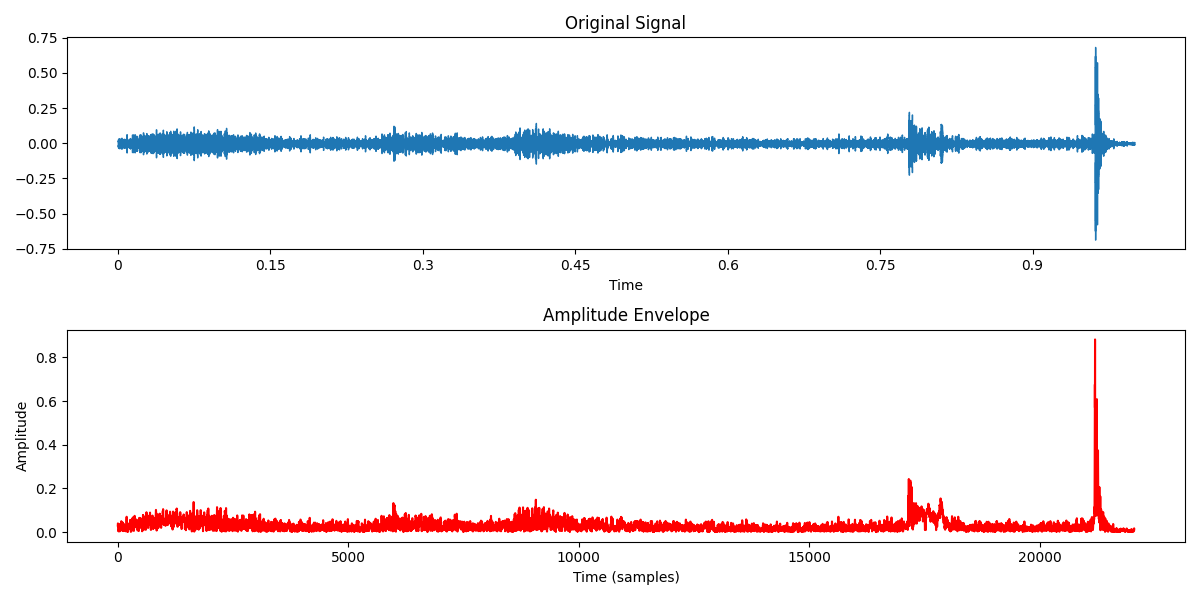 Original Signal
0.75
0.50
0.25
0.00
−0.25
−0.50
−0.75
0 0.15 0.3 0.45 0.6 0.75 0.9
Time
Amplitude Envelope
Amplitude
0.8
0.6
0.4
0.2
0.0
0 5000 10000 15000 20000
Time (samples)